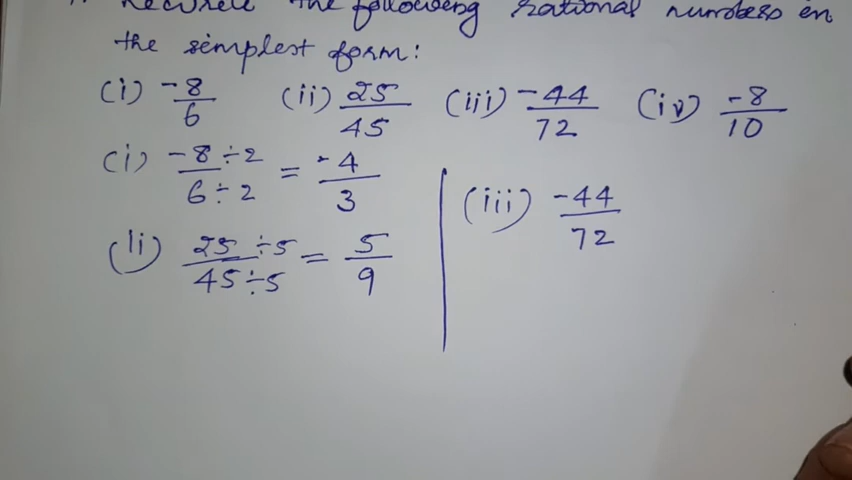 Rewrite the following rational numbers in
the simplest form:
(i) -8/6 (ii) 25/45 (iii) -44/72 (iv) -8/10
(i) -8÷2/6÷2 = -4/3
(ii) 25÷5/45÷5 = 5/9
(iii) -44/72